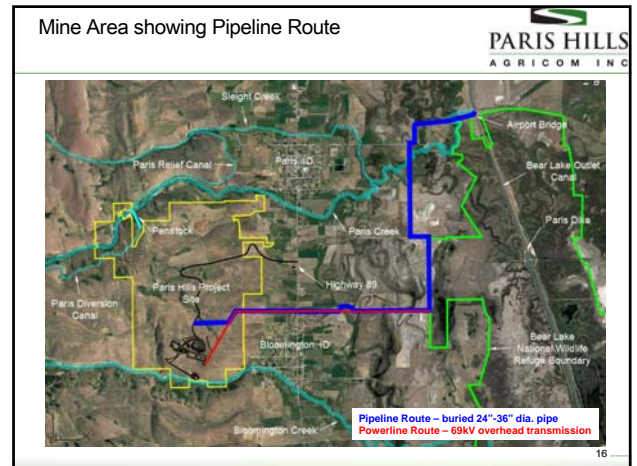 Mine Area showing Pipeline Route
PARIS HILLS
AGRICOM INC
Sleight Creek
Airport Bridge
Paris Relief Canal
Paris ID
Bear Lake Outlet
Canal
Penstock
Paris Creek
Paris Dike
Highway 89
Paris Hills Project
Site
Paris Diversion
Canal
Bloomington, ID
Bear Lake
National Wildlife
Refuge Boundary
Bloomington Creek
Pipeline Route – buried 24"-36" dia. pipe
Powerline Route – 69kV overhead transmission
16